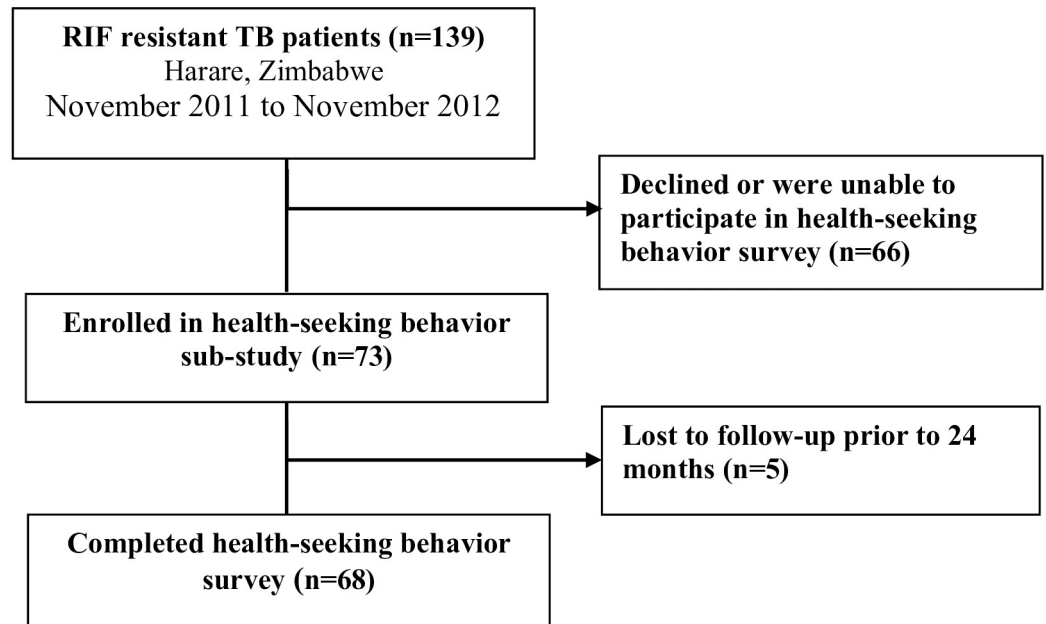 RIF resistant TB patients (n=139)
Harare, Zimbabwe
November 2011 to November 2012
Declined or were unable to
participate in health-seeking
behavior survey (n=66)
Enrolled in health-seeking behavior
sub-study (n=73)
Lost to follow-up prior to 24
months (n=5)
Completed health-seeking behavior
survey (n=68)